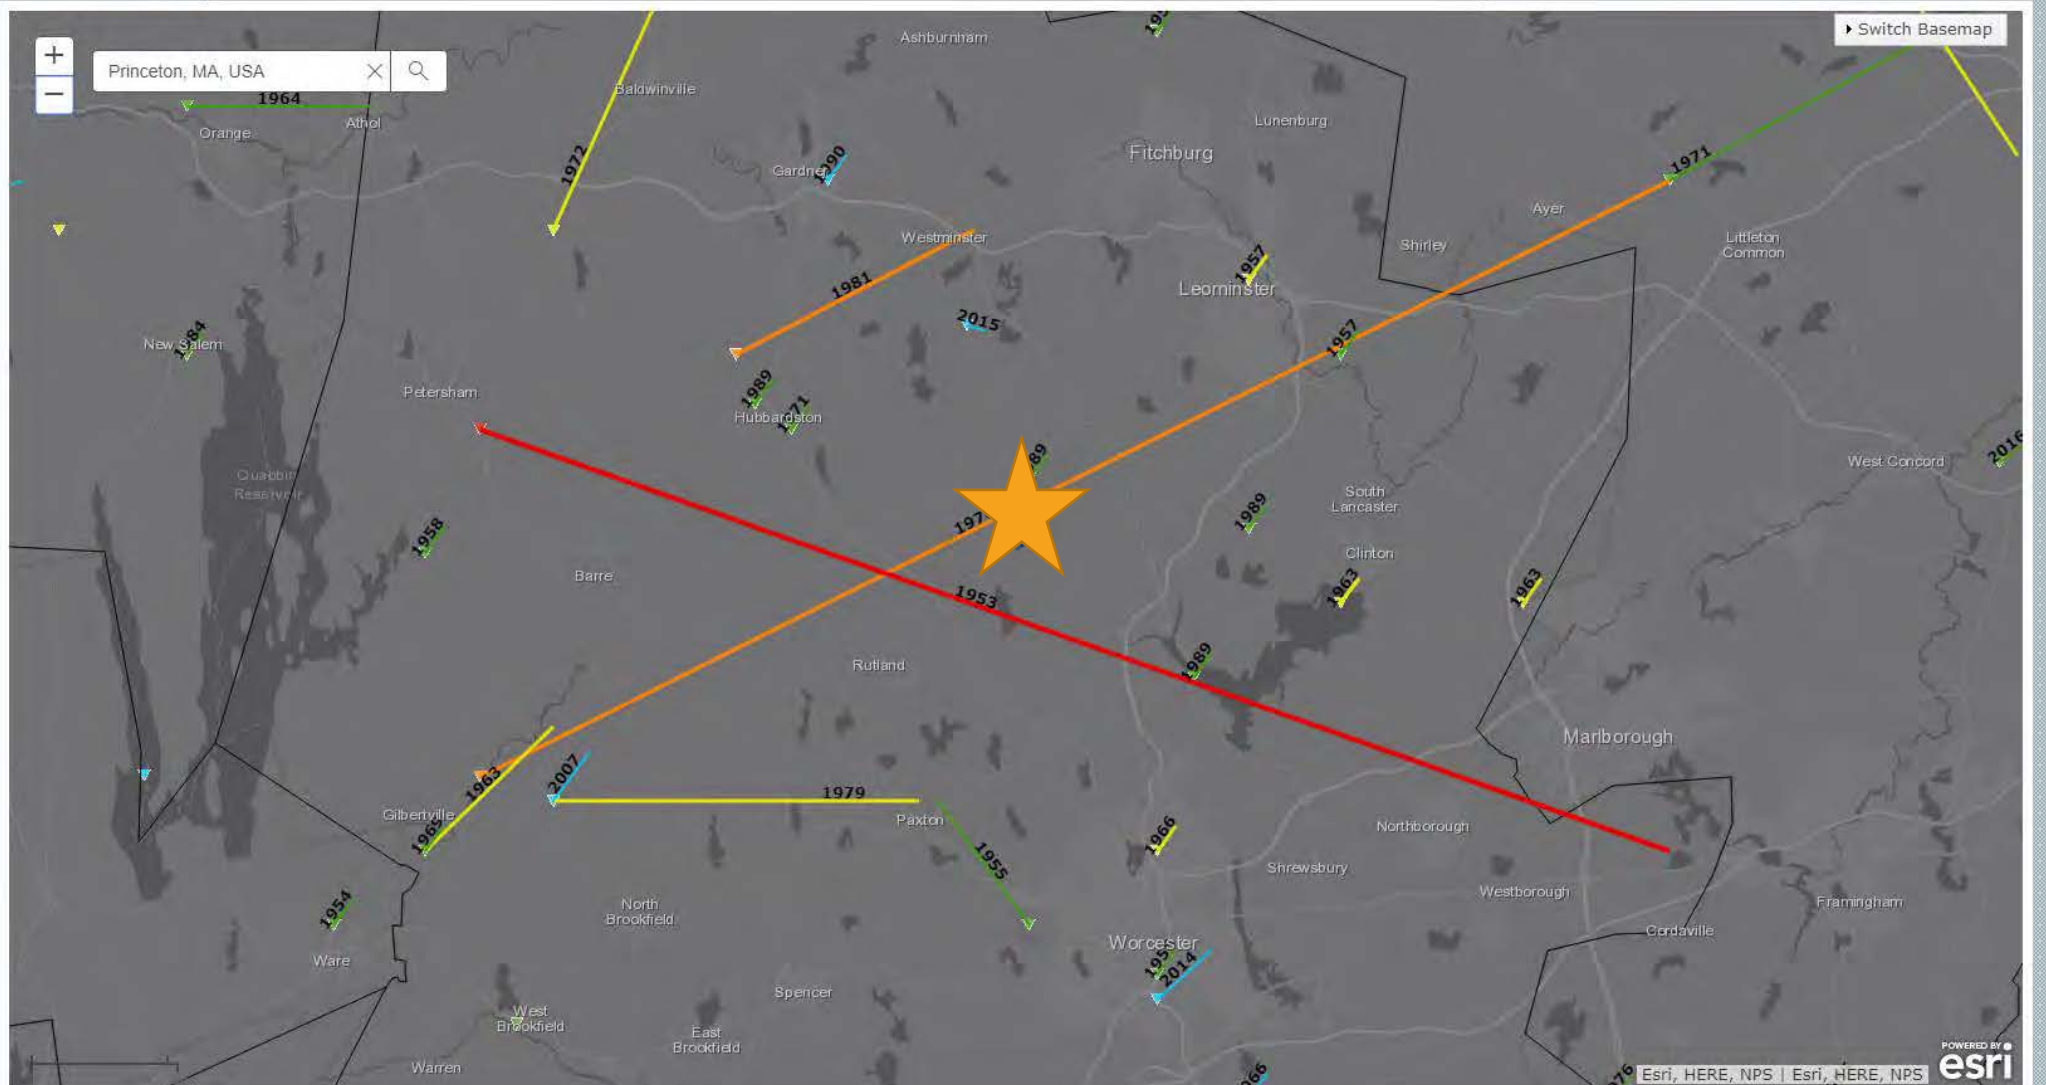 Switch Basemap
+
Princeton, MA, USA
−
Ashburnham
1964
Baldwinville
Orange
Athol
Lunenburg
Fitchburg
1972
1990
Gardner
1971
Ayer
Westminster
Shirley
Littleton
Common
1957
Leominster
1981
2015
1984
New Salem
1957
Petersham
1989
Hubbardston
1971
Quabbin
Reservoir
West Concord
2016
South
Lancaster
1989
1958
Clinton
Barre
1963
1963
1953
Rutland
1989
Marlborough
1963
2007
1979
Gilbertville
Paxton
Northborough
1966
1955
Shrewsbury
Westborough
Framingham
North
Brookfield
1954
Cordaville
Worcester
Ware
2014
Spencer
West
Brookfield
East
Brookfield
Warren
POWERED BY
esri
Esri, HERE, NPS | Esri, HERE, NPS